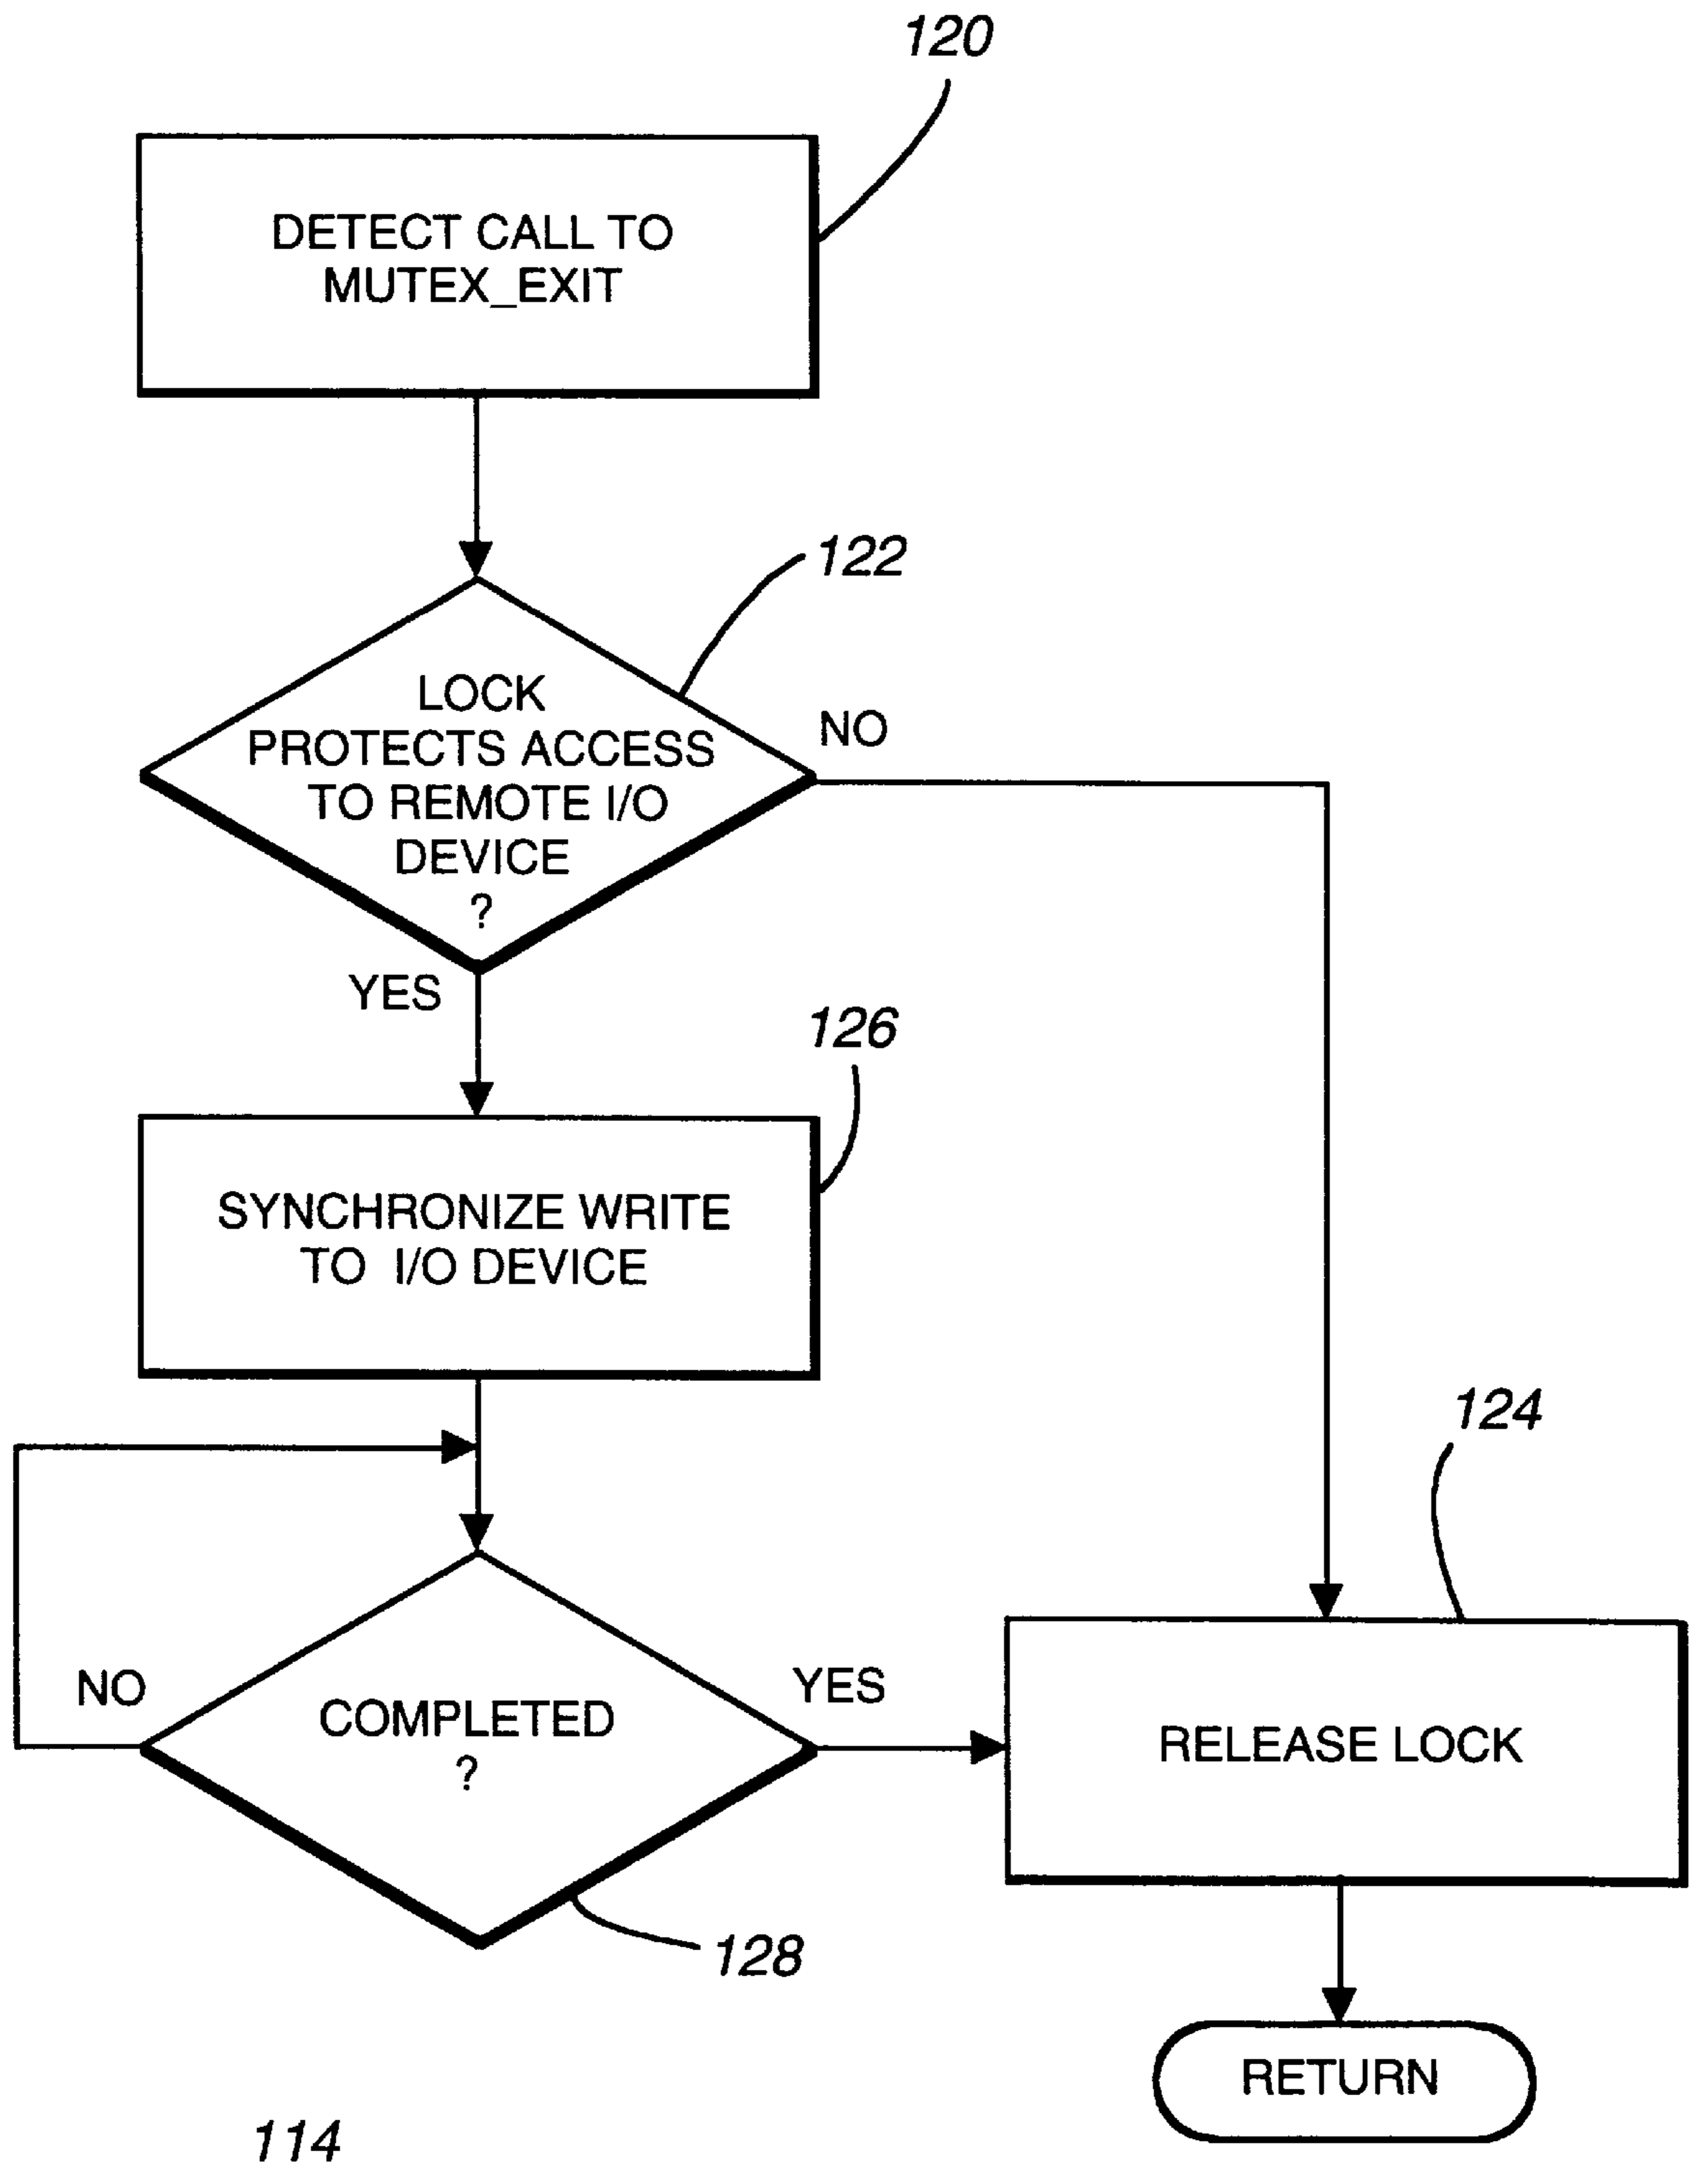 120
DETECT CALL TO
MUTEX_EXIT
122
LOCK
PROTECTS ACCESS
TO REMOTE I/O
DEVICE
?
NO
YES
126
SYNCHRONIZE WRITE
TO I/O DEVICE
124
NO
COMPLETED
?
YES
RELEASE LOCK
128
RETURN
114